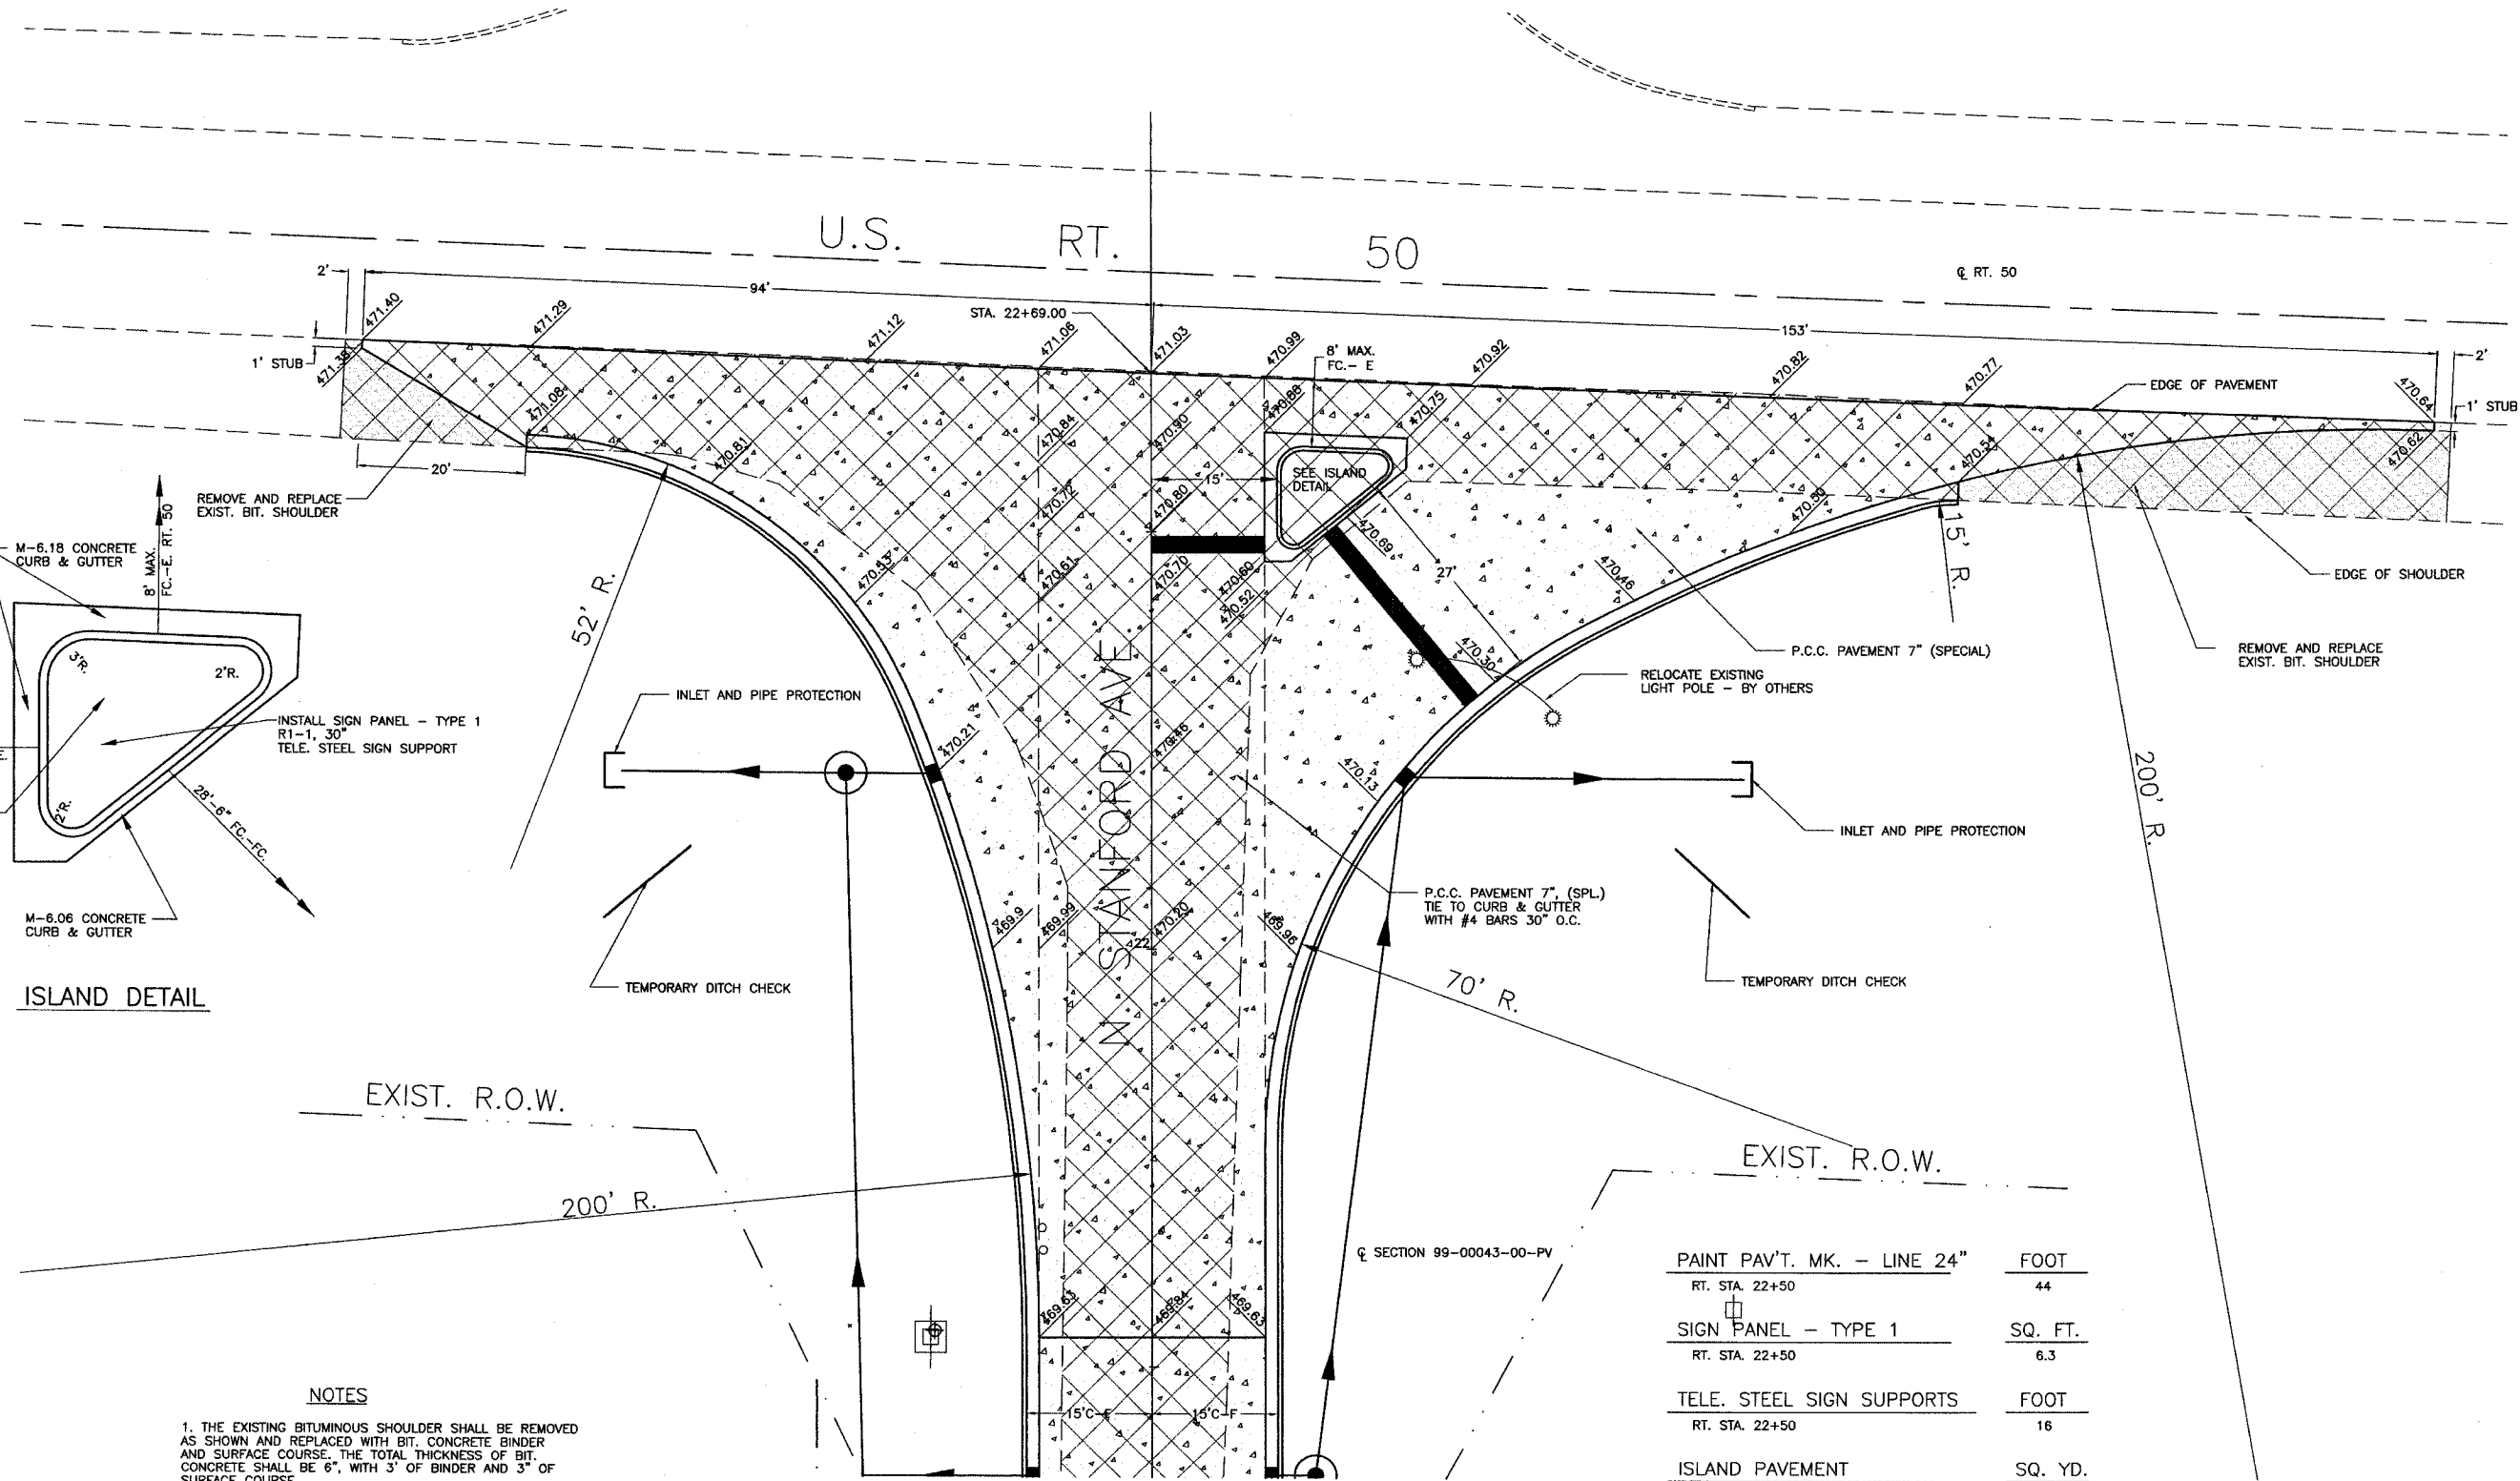 U.S. RT. 50
℄ RT. 50
2'
94'
STA. 22+69.00
153'
2'
1' STUB
1' STUB
471.40
471.38
471.29
471.12
471.06
471.03
470.99
470.92
470.82
470.77
470.64
470.62
471.08
470.81
470.84
470.90
470.88
470.75
470.54
470.50
470.72
470.80
470.69
470.46
470.53
470.61
470.70
470.60
470.52
470.30
470.21
470.46
470.13
469.9
469.99
470.20
469.96
469.63
469.84
469.63
8' MAX.
FC.- E
SEE ISLAND
DETAIL
15'
27'
20'
EDGE OF PAVEMENT
EDGE OF SHOULDER
REMOVE AND REPLACE
EXIST. BIT. SHOULDER
REMOVE AND REPLACE
EXIST. BIT. SHOULDER
52' R.
15' R.
200' R.
70' R.
200' R.
P.C.C. PAVEMENT 7" (SPECIAL)
RELOCATE EXISTING
LIGHT POLE - BY OTHERS
INLET AND PIPE PROTECTION
INLET AND PIPE PROTECTION
P.C.C. PAVEMENT 7", (SPL.)
TIE TO CURB & GUTTER
WITH #4 BARS 30" O.C.
TEMPORARY DITCH CHECK
TEMPORARY DITCH CHECK
N STANFORD AVE.
22
M-6.18 CONCRETE
CURB & GUTTER
8' MAX.
FC.-E. RT. 50
3'R.
2'R.
2'R.
INSTALL SIGN PANEL - TYPE 1
R1-1, 30"
TELE. STEEL SIGN SUPPORT
28'-6" FC.-FC.
M-6.06 CONCRETE
CURB & GUTTER
ISLAND DETAIL
EXIST. R.O.W.
EXIST. R.O.W.
℄ SECTION 99-00043-00-PV
15'C-F
15'C-F
NOTES
1. THE EXISTING BITUMINOUS SHOULDER SHALL BE REMOVED
AS SHOWN AND REPLACED WITH BIT. CONCRETE BINDER
AND SURFACE COURSE. THE TOTAL THICKNESS OF BIT.
CONCRETE SHALL BE 6", WITH 3' OF BINDER AND 3" OF
SURFACE COURSE
PAINT PAV'T. MK. - LINE 24" FOOT
RT. STA. 22+50 44
SIGN PANEL - TYPE 1 SQ. FT.
RT. STA. 22+50 6.3
TELE. STEEL SIGN SUPPORTS FOOT
RT. STA. 22+50 16
ISLAND PAVEMENT SQ. YD.